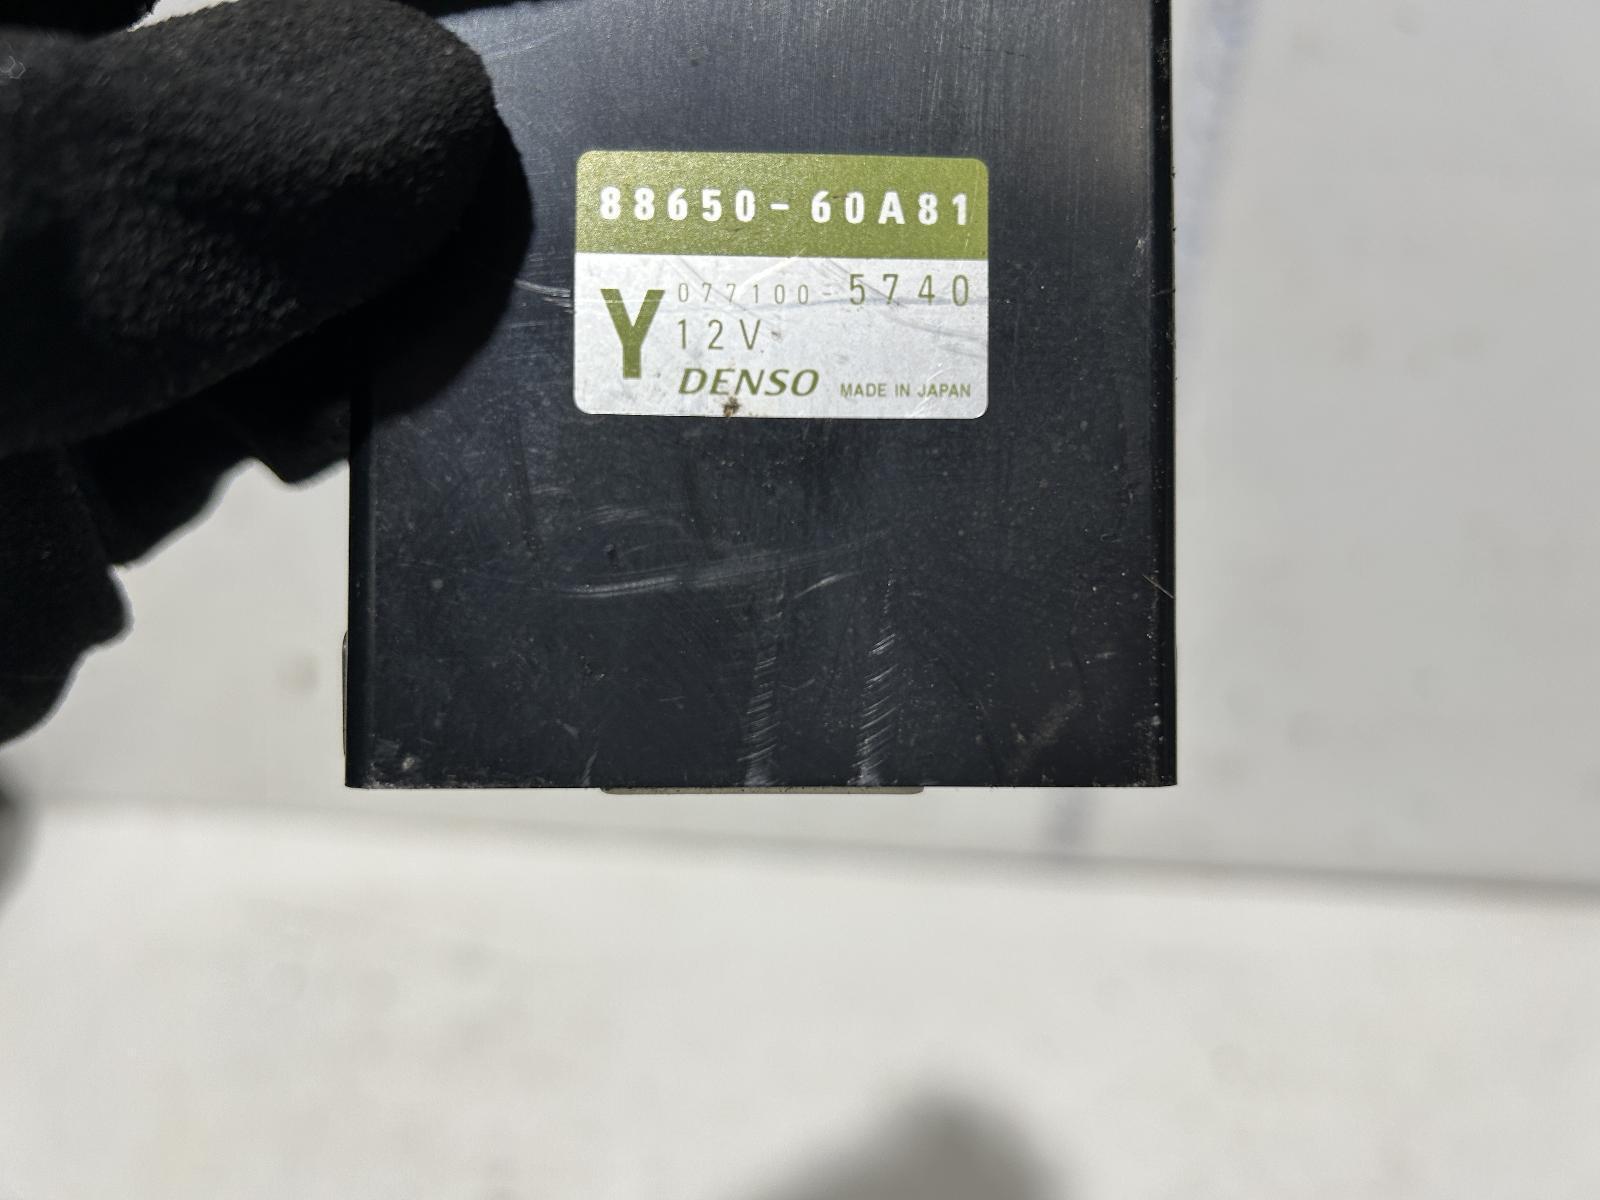 88650-60A81
Y
077100-5740
12V
DENSO MADE IN JAPAN